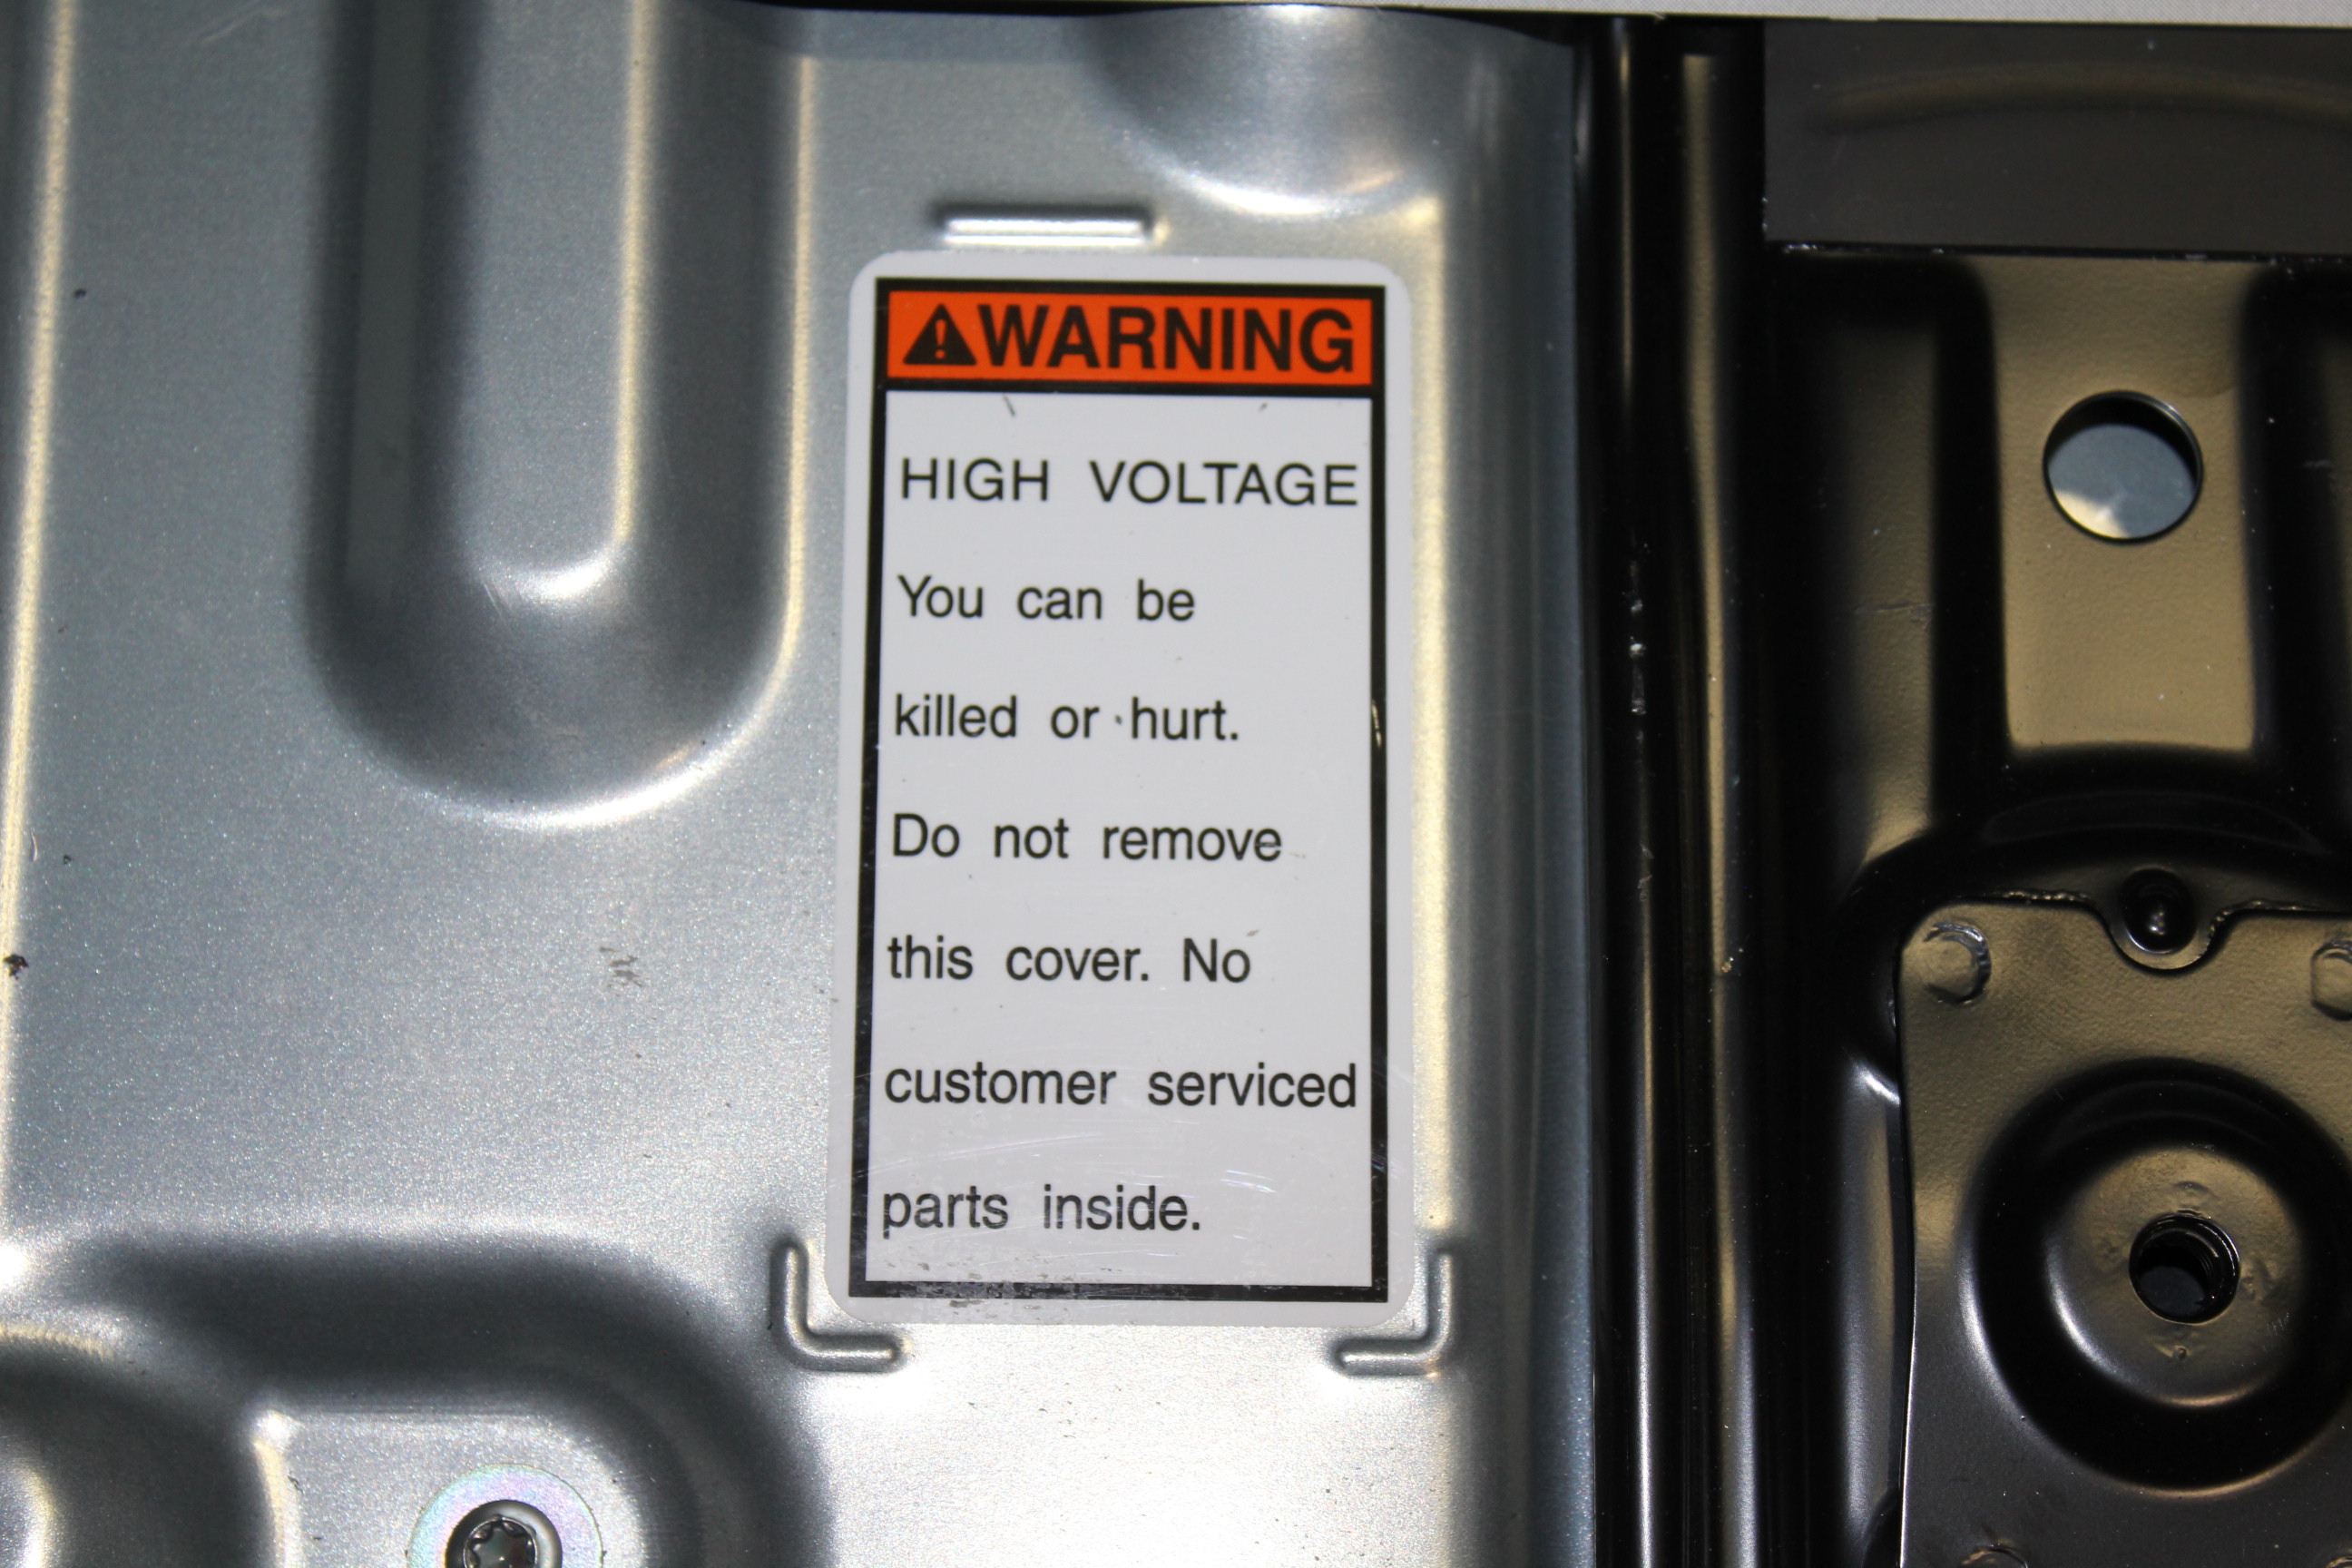 ⚠WARNING
HIGH VOLTAGE
You can be
killed or hurt.
Do not remove
this cover. No
customer serviced
parts inside.